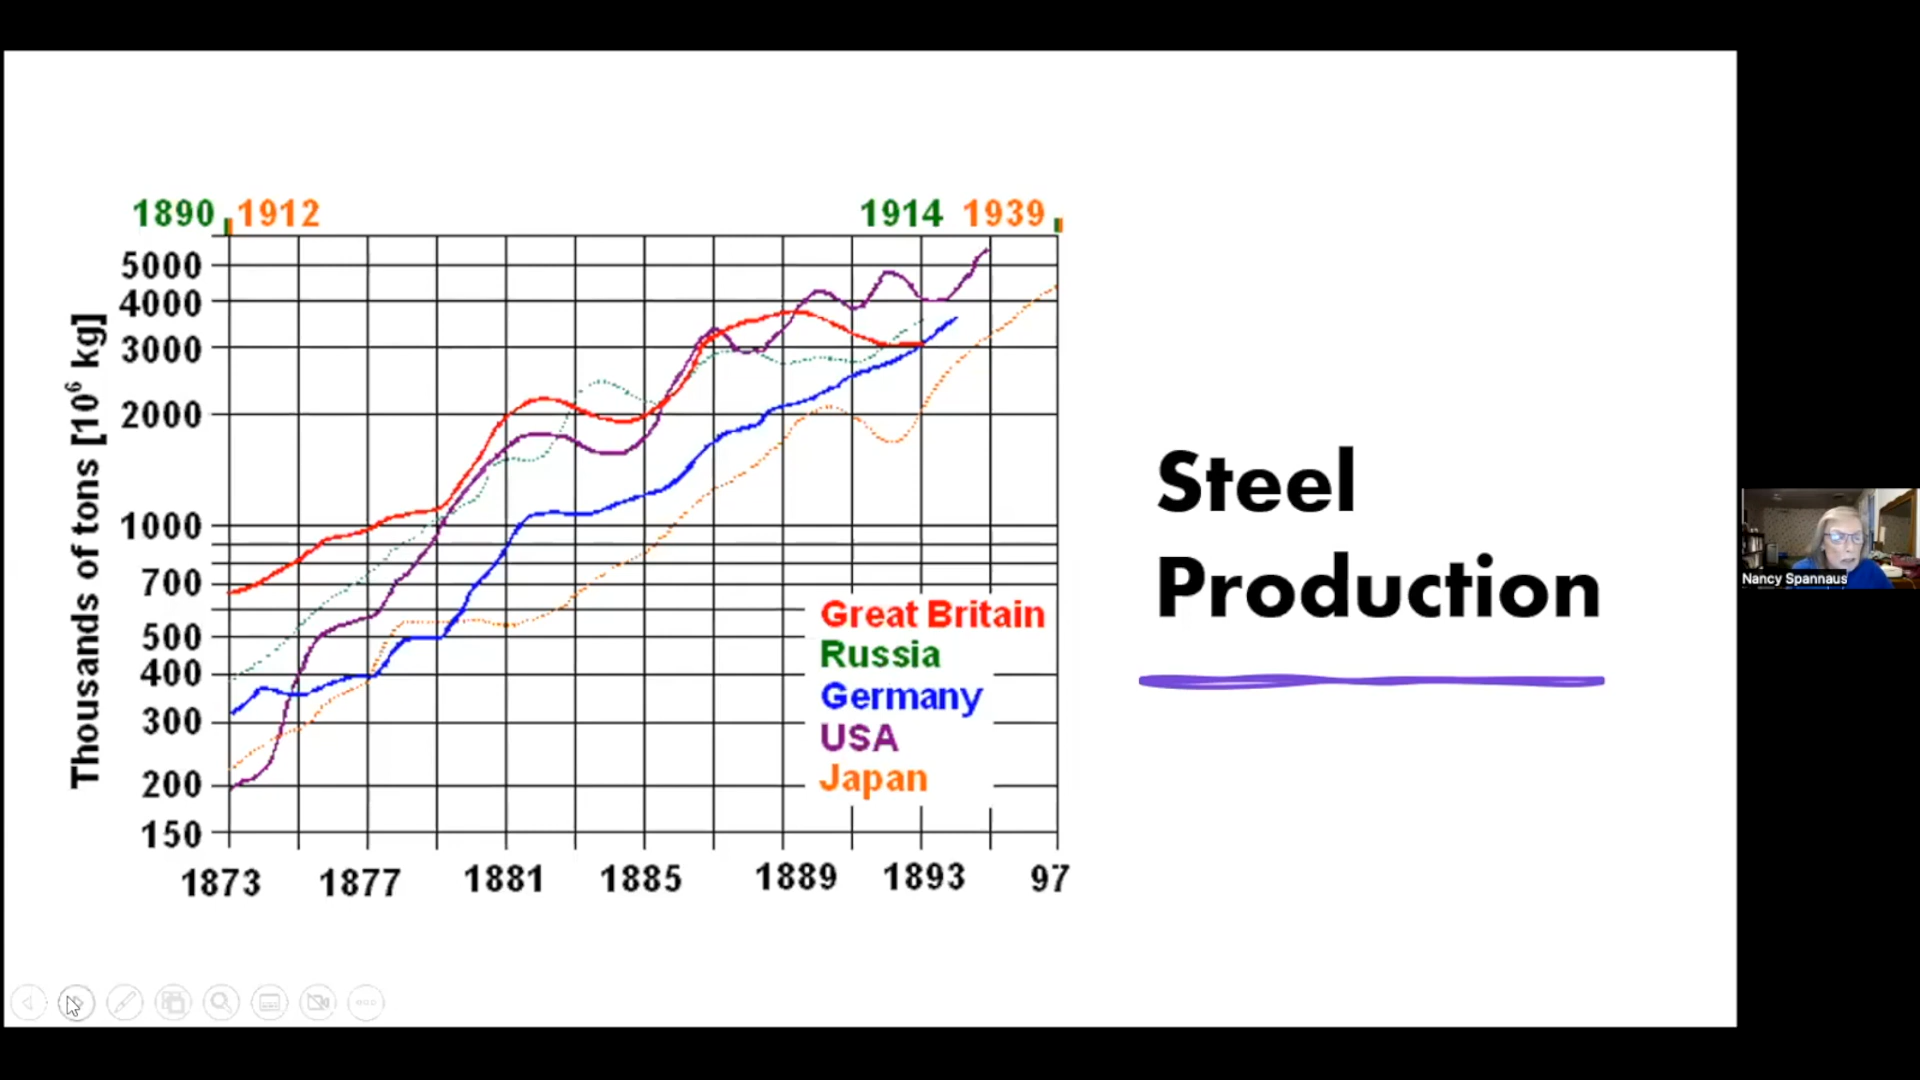 1890 1912 1914 1939
5000
4000
3000
2000
1000
700
500
400
300
200
150
Thousands of tons [10⁶ kg]
Great Britain
Russia
Germany
USA
Japan
1873 1877 1881 1885 1889 1893 97
Steel
Production
Nancy Spannaus